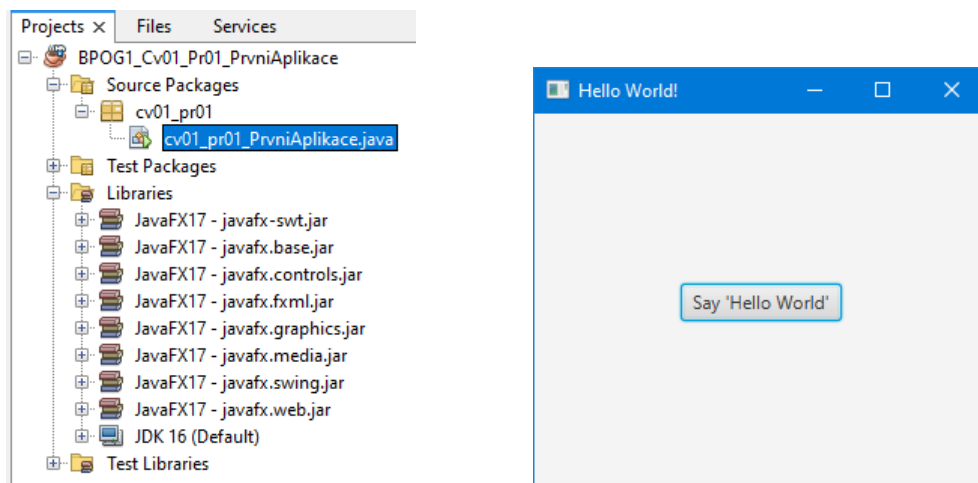 Projects Files Services
BPOG1_Cv01_Pr01_PrvniAplikace
Source Packages
cv01_pr01
cv01_pr01_PrvniAplikace.java
Test Packages
Libraries
JavaFX17 - javafx-swt.jar
JavaFX17 - javafx.base.jar
JavaFX17 - javafx.controls.jar
JavaFX17 - javafx.fxml.jar
JavaFX17 - javafx.graphics.jar
JavaFX17 - javafx.media.jar
JavaFX17 - javafx.swing.jar
JavaFX17 - javafx.web.jar
JDK 16 (Default)
Test Libraries
Hello World!
Say 'Hello World'